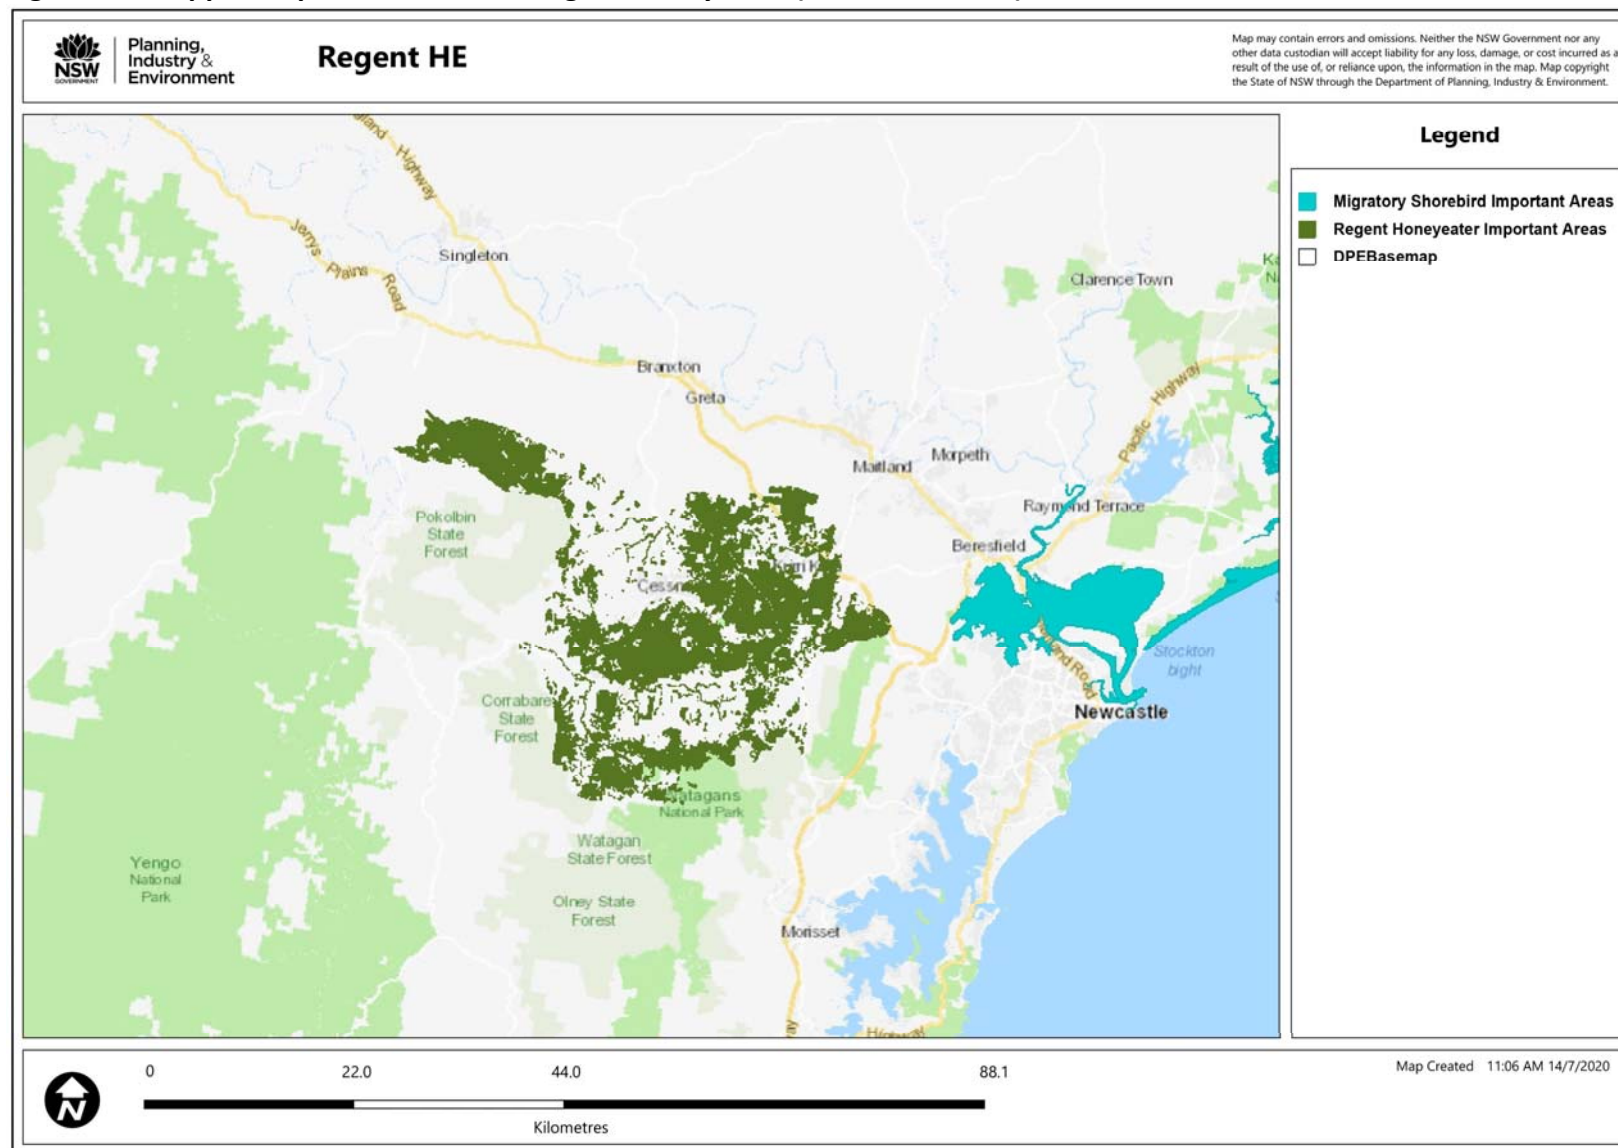 Planning,
Industry &
Environment
NSW
GOVERNMENT
Regent HE
Map may contain errors and omissions. Neither the NSW Government nor any
other data custodian will accept liability for any loss, damage, or cost incurred as a
result of the use of, or reliance upon, the information in the map. Map copyright
the State of NSW through the Department of Planning, Industry & Environment.
Legend
Migratory Shorebird Important Areas
Regent Honeyeater Important Areas
DPEBasemap
Highway
Jerrys Plains Road
Singleton
Clarence Town
Branxton
Greta
Pacific Highway
Maitland
Morpeth
Raymond Terrace
Beresfield
Pokolbin
State
Forest
Stockton
bight
Newcastle
Corrabare
State
Forest
Watagans
National Park
Watagan
State Forest
Yengo
National
Park
Olney State
Forest
Morisset
Highway
N
0 22.0 44.0 88.1
Kilometres
Map Created 11:06 AM 14/7/2020